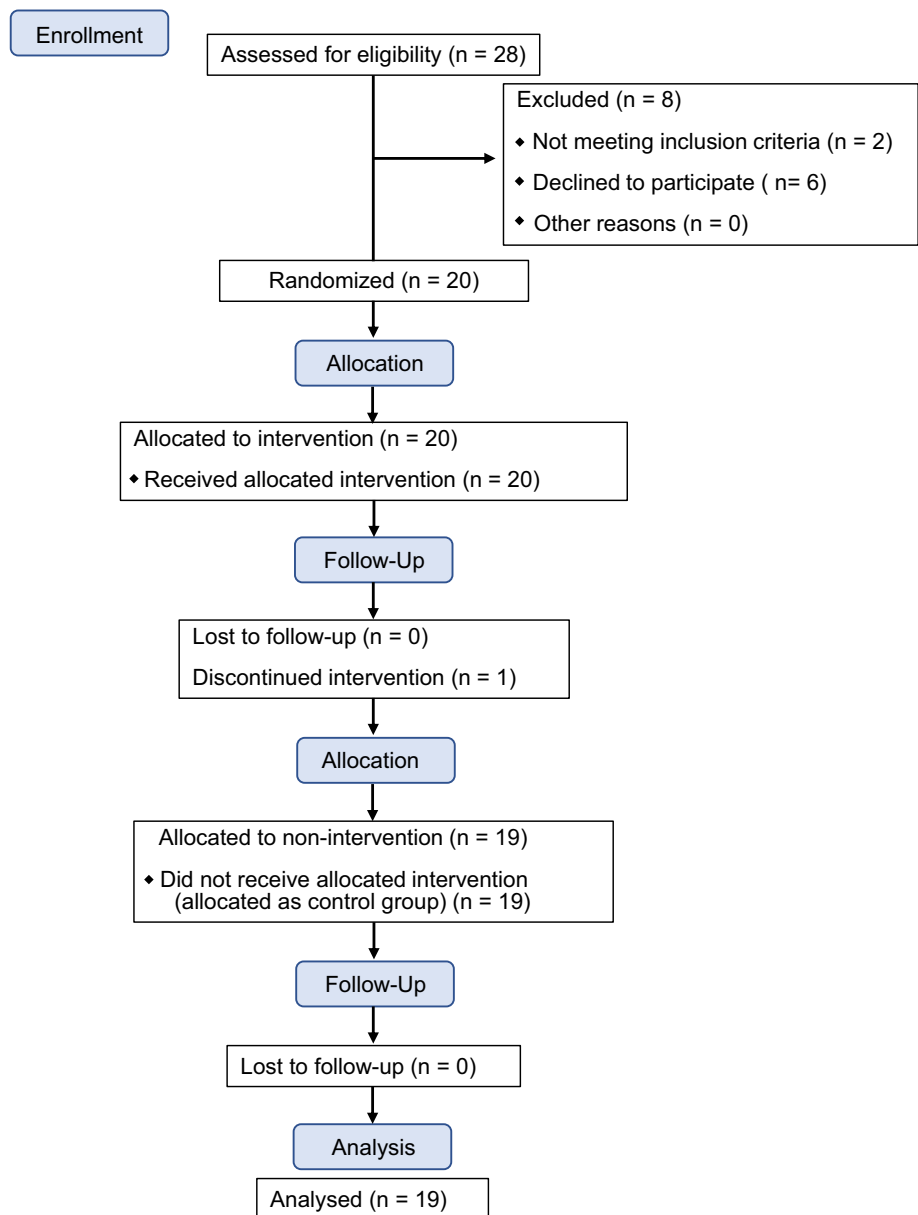 Enrollment
Assessed for eligibility (n = 28)
Excluded (n = 8)
◆ Not meeting inclusion criteria (n = 2)
◆ Declined to participate ( n= 6)
◆ Other reasons (n = 0)
Randomized (n = 20)
Allocation
Allocated to intervention (n = 20)
◆ Received allocated intervention (n = 20)
Follow-Up
Lost to follow-up (n = 0)
Discontinued intervention (n = 1)
Allocation
Allocated to non-intervention (n = 19)
◆ Did not receive allocated intervention
(allocated as control group) (n = 19)
Follow-Up
Lost to follow-up (n = 0)
Analysis
Analysed (n = 19)